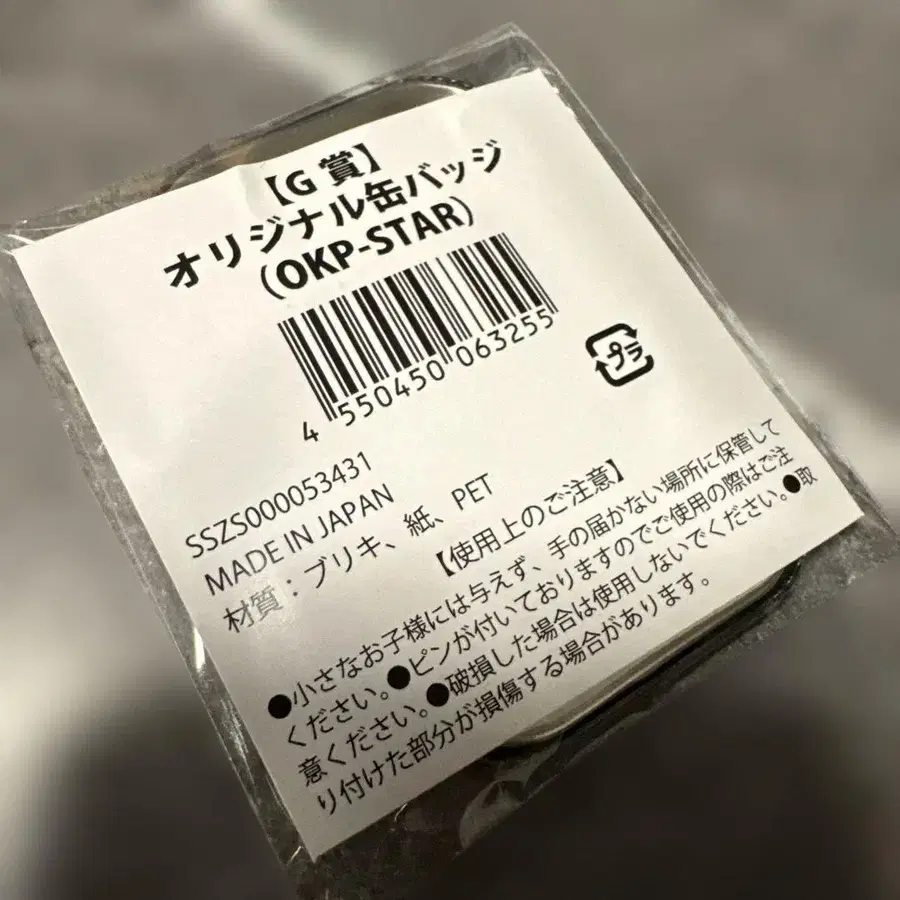 【G 賞】
オリジナル缶バッジ
（OKP-STAR）
4 550450 063255
プラ
SSZS000053431
MADE IN JAPAN
材質：ブリキ、紙、PET
【使用上のご注意】
●小さなお子様には与えず、手の届かない場所に保管して
ください。●ピンが付いておりますのでご使用の際はご注
意ください。●破損した場合は使用しないでください。●取
り付けた部分が損傷する場合があります。